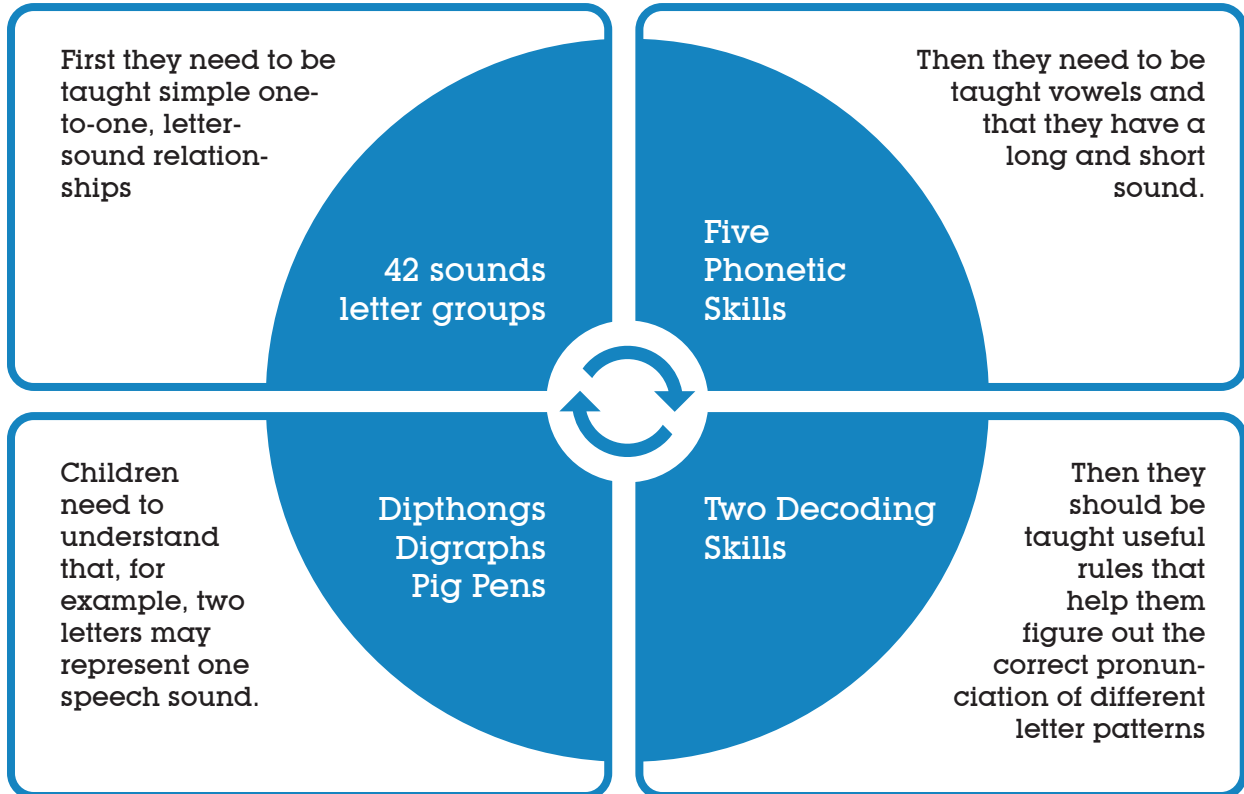 First they need to be
taught simple one-
to-one, letter-
sound relation-
ships
42 sounds
letter groups
Then they need to be
taught vowels and
that they have a
long and short
sound.
Five
Phonetic
Skills
Children
need to
understand
that, for
example, two
letters may
represent one
speech sound.
Dipthongs
Digraphs
Pig Pens
Two Decoding
Skills
Then they
should be
taught useful
rules that
help them
figure out the
correct pronun-
ciation of different
letter patterns